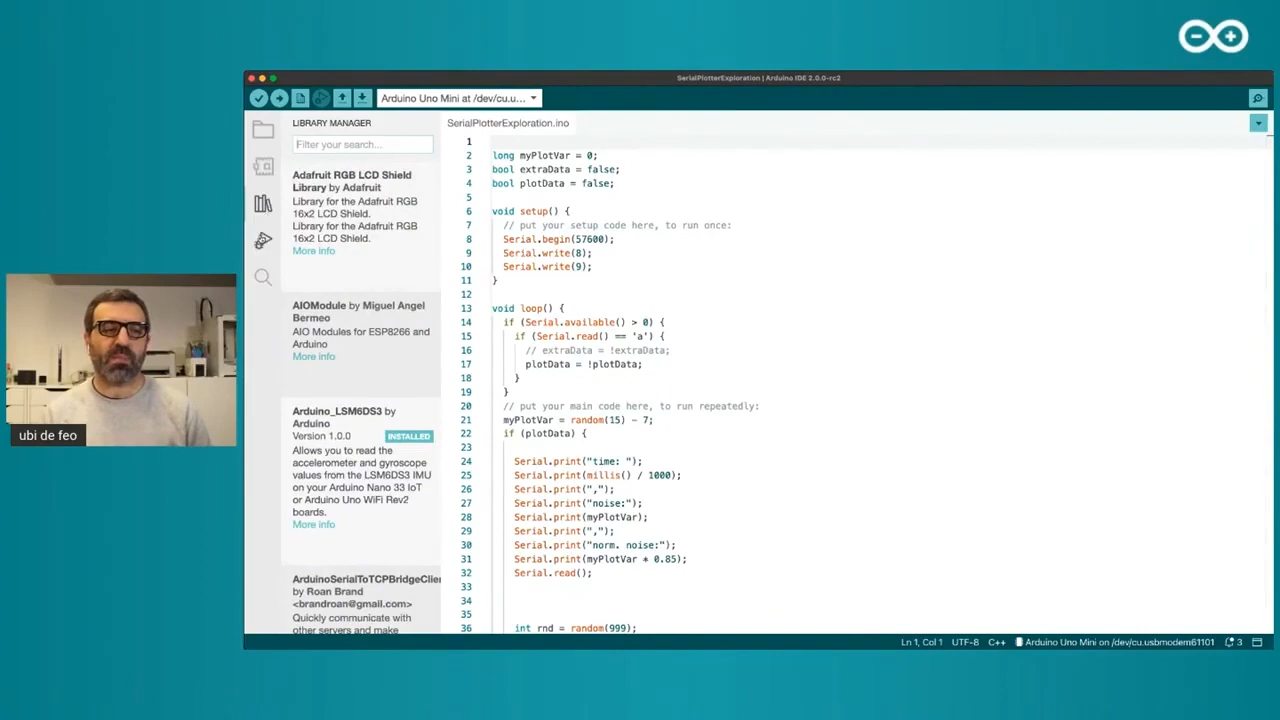 SerialPlotterExploration | Arduino IDE 2.0.0-rc2
Arduino Uno Mini at /dev/cu.u...
LIBRARY MANAGER
Filter your search...
Adafruit RGB LCD Shield
Library by Adafruit
Library for the Adafruit RGB
16x2 LCD Shield.
Library for the Adafruit RGB
16x2 LCD Shield.
More info
AIOModule by Miguel Angel
Bermeo
AIO Modules for ESP8266 and
Arduino
More info
Arduino_LSM6DS3 by
Arduino
Version 1.0.0 INSTALLED
Allows you to read the
accelerometer and gyroscope
values from the LSM6DS3 IMU
on your Arduino Nano 33 IoT
or Arduino Uno WiFi Rev2
boards.
More info
ArduinoSerialToTCPBridgeClien
by Roan Brand
<brandroan@gmail.com>
Quickly communicate with
other servers and make
SerialPlotterExploration.ino
1
2 long myPlotVar = 0;
3 bool extraData = false;
4 bool plotData = false;
5
6 void setup() {
7 // put your setup code here, to run once:
8 Serial.begin(57600);
9 Serial.write(8);
10 Serial.write(9);
11 }
12
13 void loop() {
14 if (Serial.available() > 0) {
15 if (Serial.read() == 'a') {
16 // extraData = !extraData;
17 plotData = !plotData;
18 }
19 }
20 // put your main code here, to run repeatedly:
21 myPlotVar = random(15) - 7;
22 if (plotData) {
23
24 Serial.print("time: ");
25 Serial.print(millis() / 1000);
26 Serial.print(",");
27 Serial.print("noise:");
28 Serial.print(myPlotVar);
29 Serial.print(",");
30 Serial.print("norm. noise:");
31 Serial.print(myPlotVar * 0.85);
32 Serial.read();
33
34
35
36 int rnd = random(999);
Ln 1, Col 1 UTF-8 C++ Arduino Uno Mini on /dev/cu.usbmodem61101 3
ubi de feo